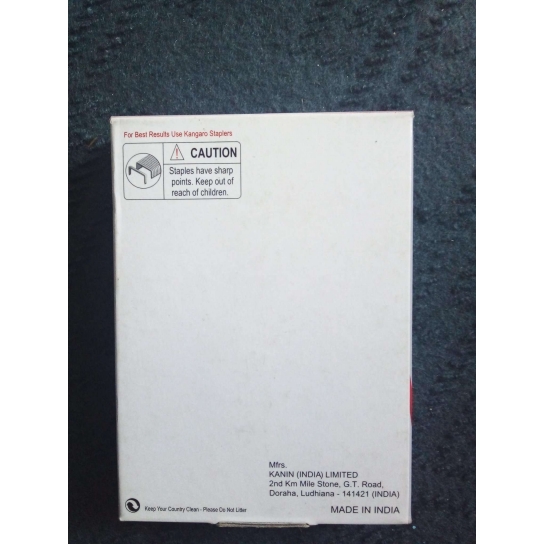 For Best Results Use Kangaro Staplers
CAUTION
Staples have sharp
points. Keep out of
reach of children.
Mfrs.
KANIN (INDIA) LIMITED
2nd Km Mile Stone, G.T. Road,
Doraha, Ludhiana - 141421 (INDIA)
Keep Your Country Clean - Please Do Not Litter
MADE IN INDIA